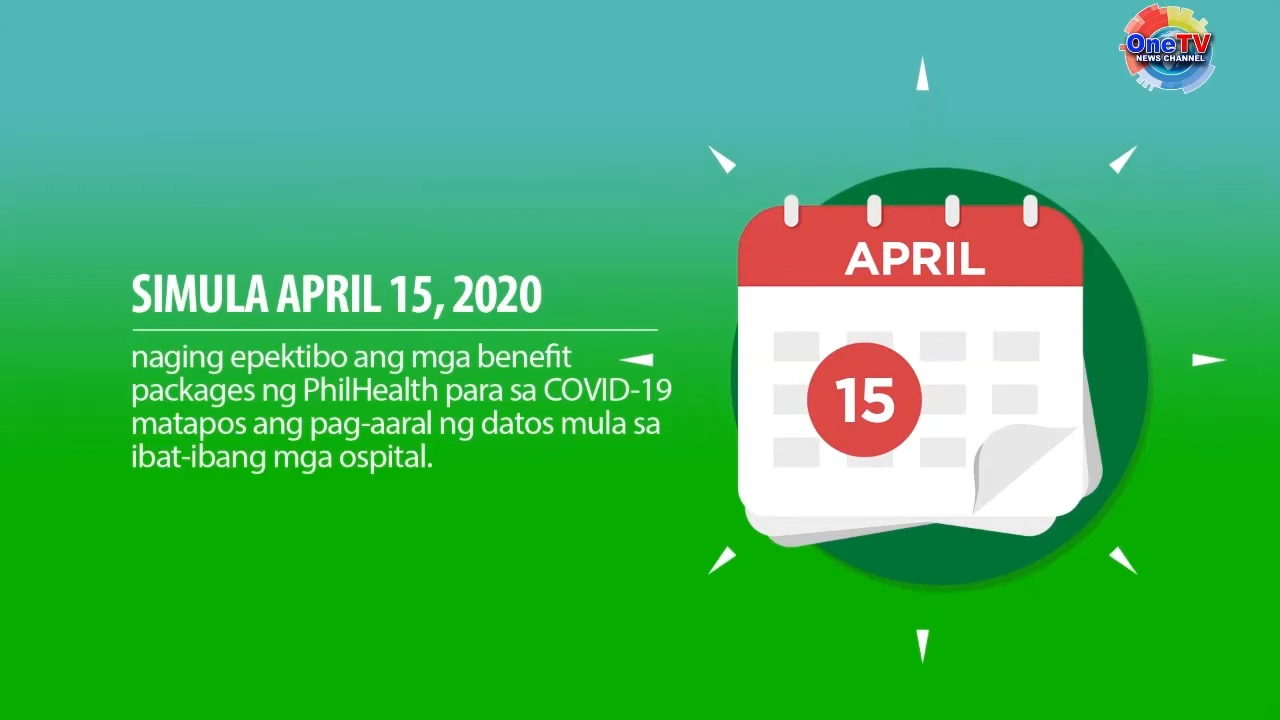 OneTV
NEWS CHANNEL
SIMULA APRIL 15, 2020
naging epektibo ang mga benefit
packages ng PhilHealth para sa COVID-19
matapos ang pag-aaral ng datos mula sa
ibat-ibang mga ospital.
APRIL
15